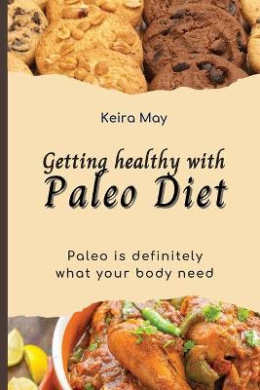 Keira May
Getting healthy with
Paleo Diet
Paleo is definitely
what your body need